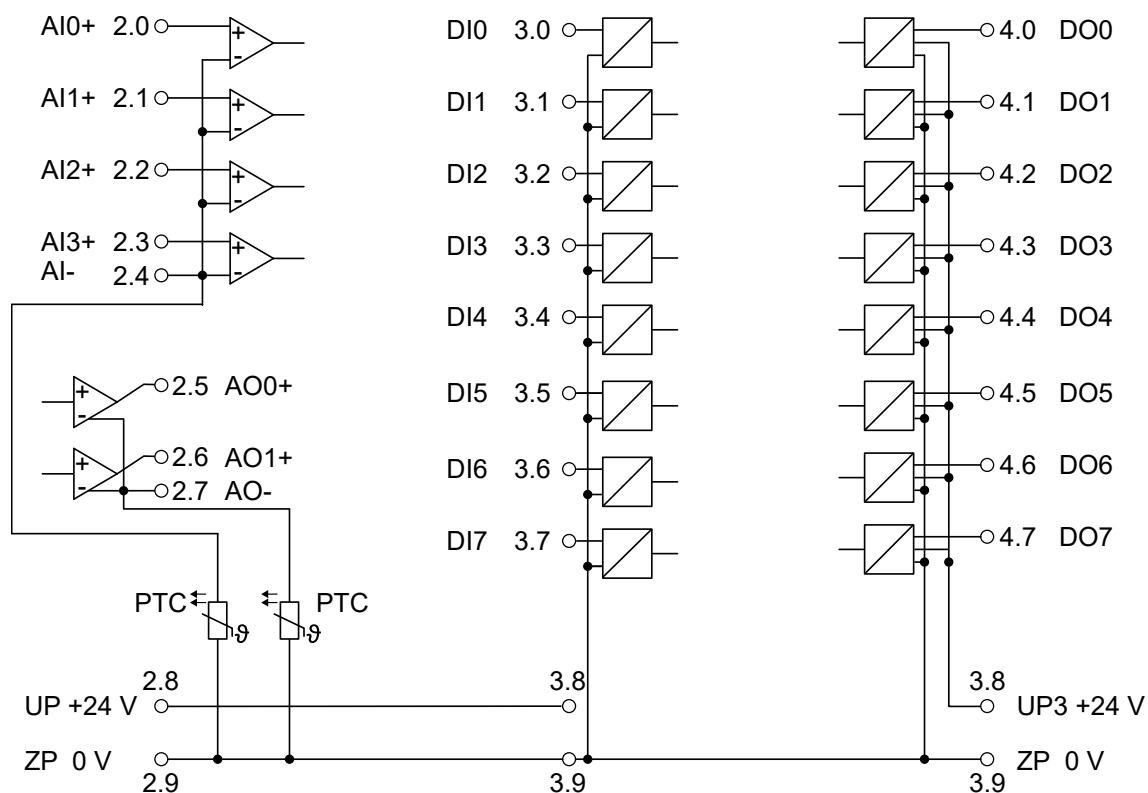 AI0+ 2.0 DI0 3.0 4.0 DO0
AI1+ 2.1 DI1 3.1 4.1 DO1
AI2+ 2.2 DI2 3.2 4.2 DO2
AI3+ 2.3 DI3 3.3 4.3 DO3
AI- 2.4
DI4 3.4 4.4 DO4
2.5 AO0+ DI5 3.5 4.5 DO5
2.6 AO1+ DI6 3.6 4.6 DO6
2.7 AO-
DI7 3.7 4.7 DO7
PTC ϑ ϑ PTC
2.8 3.8 3.8
UP +24 V UP3 +24 V
ZP 0 V ZP 0 V
2.9 3.9 3.9